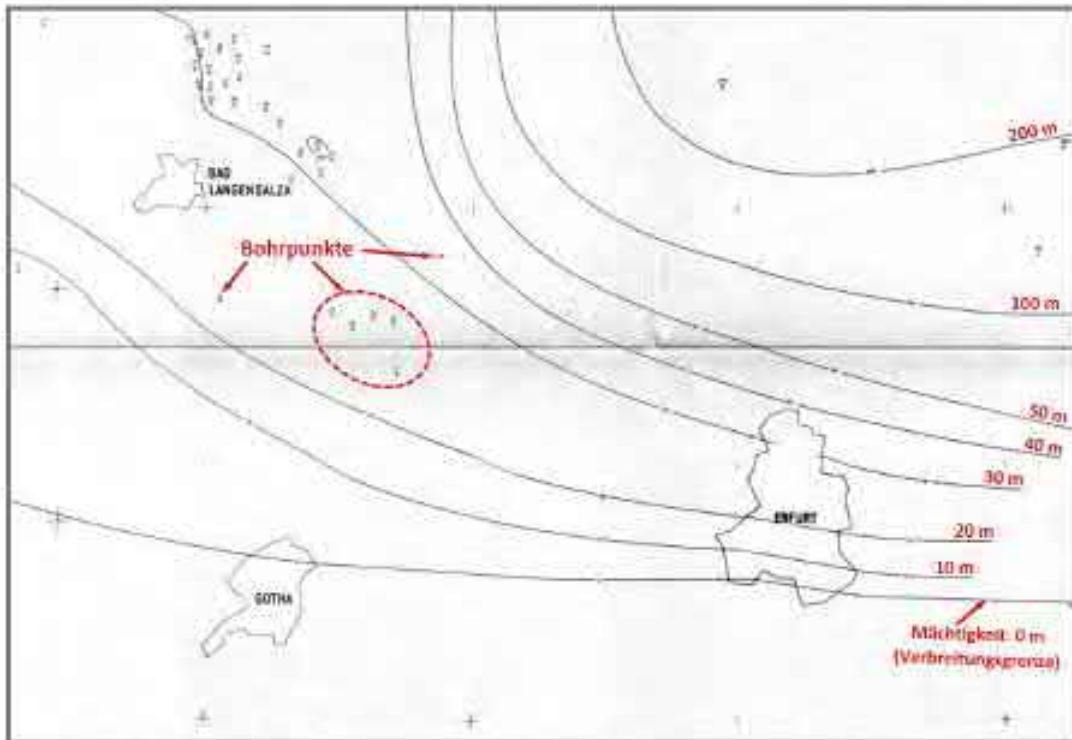 200 m
BAD
LANGENSALZA
Bohrpunkte
100 m
50 m
40 m
30 m
ERFURT
20 m
10 m
GOTHA
Mächtigkeit: 0 m
(Verbreitungsgrenze)